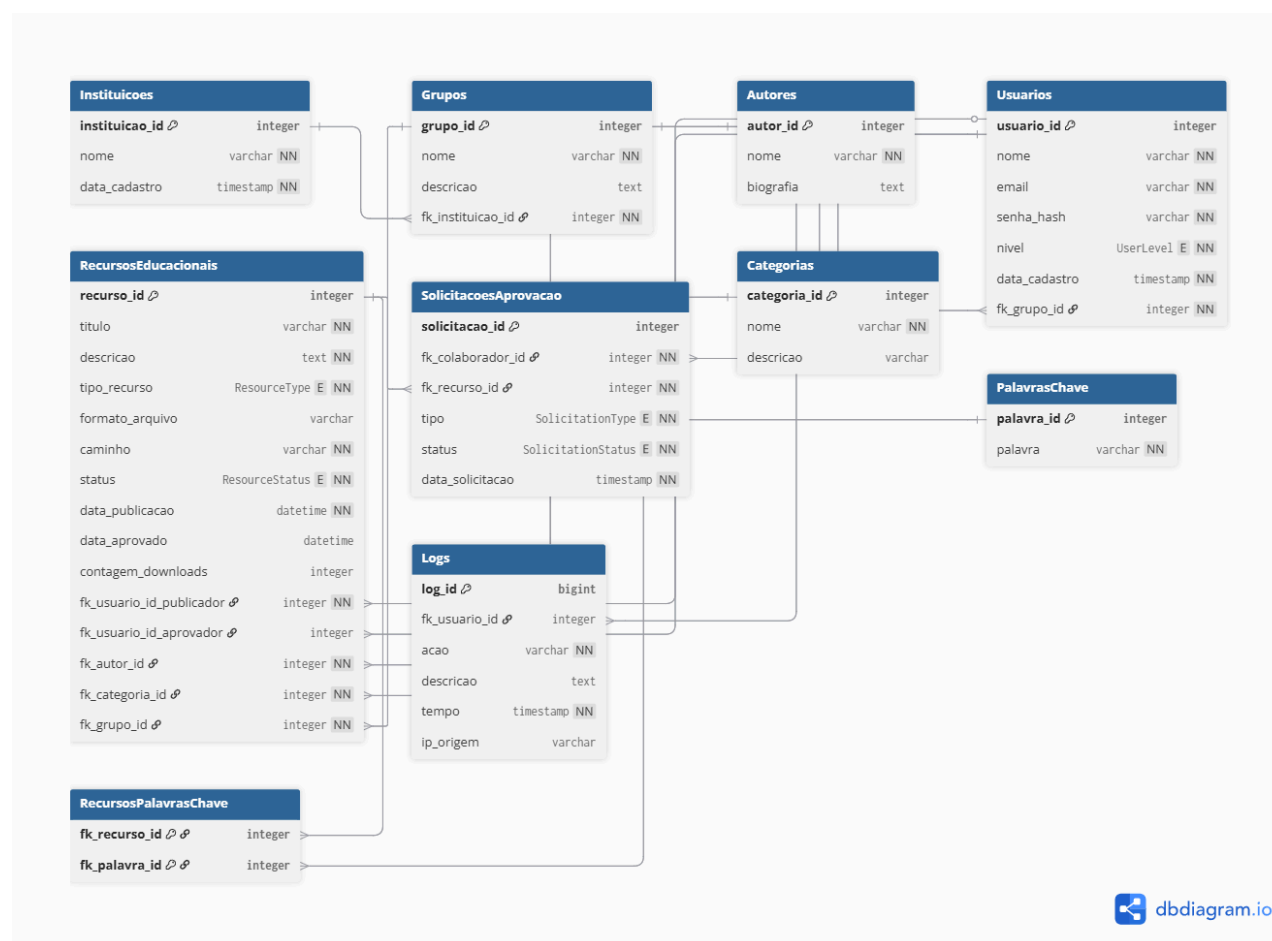 Instituicoes
instituicao_id integer
nome varchar NN
data_cadastro timestamp NN
Grupos
grupo_id integer
nome varchar NN
descricao text
fk_instituicao_id integer NN
Autores
autor_id integer
nome varchar NN
biografia text
Usuarios
usuario_id integer
nome varchar NN
email varchar NN
senha_hash varchar NN
nivel UserLevel E NN
data_cadastro timestamp NN
fk_grupo_id integer NN
RecursosEducacionais
recurso_id integer
titulo varchar NN
descricao text NN
tipo_recurso ResourceType E NN
formato_arquivo varchar
caminho varchar NN
status ResourceStatus E NN
data_publicacao datetime NN
data_aprovado datetime
contagem_downloads integer
fk_usuario_id_publicador integer NN
fk_usuario_id_aprovador integer
fk_autor_id integer NN
fk_categoria_id integer NN
fk_grupo_id integer NN
SolicitacoesAprovacao
solicitacao_id integer
fk_colaborador_id integer NN
fk_recurso_id integer NN
tipo SolicitationType E NN
status SolicitationStatus E NN
data_solicitacao timestamp NN
Categorias
categoria_id integer
nome varchar NN
descricao varchar
PalavrasChave
palavra_id integer
palavra varchar NN
Logs
log_id bigint
fk_usuario_id integer
acao varchar NN
descricao text
tempo timestamp NN
ip_origem varchar
RecursosPalavrasChave
fk_recurso_id integer
fk_palavra_id integer
dbdiagram.io